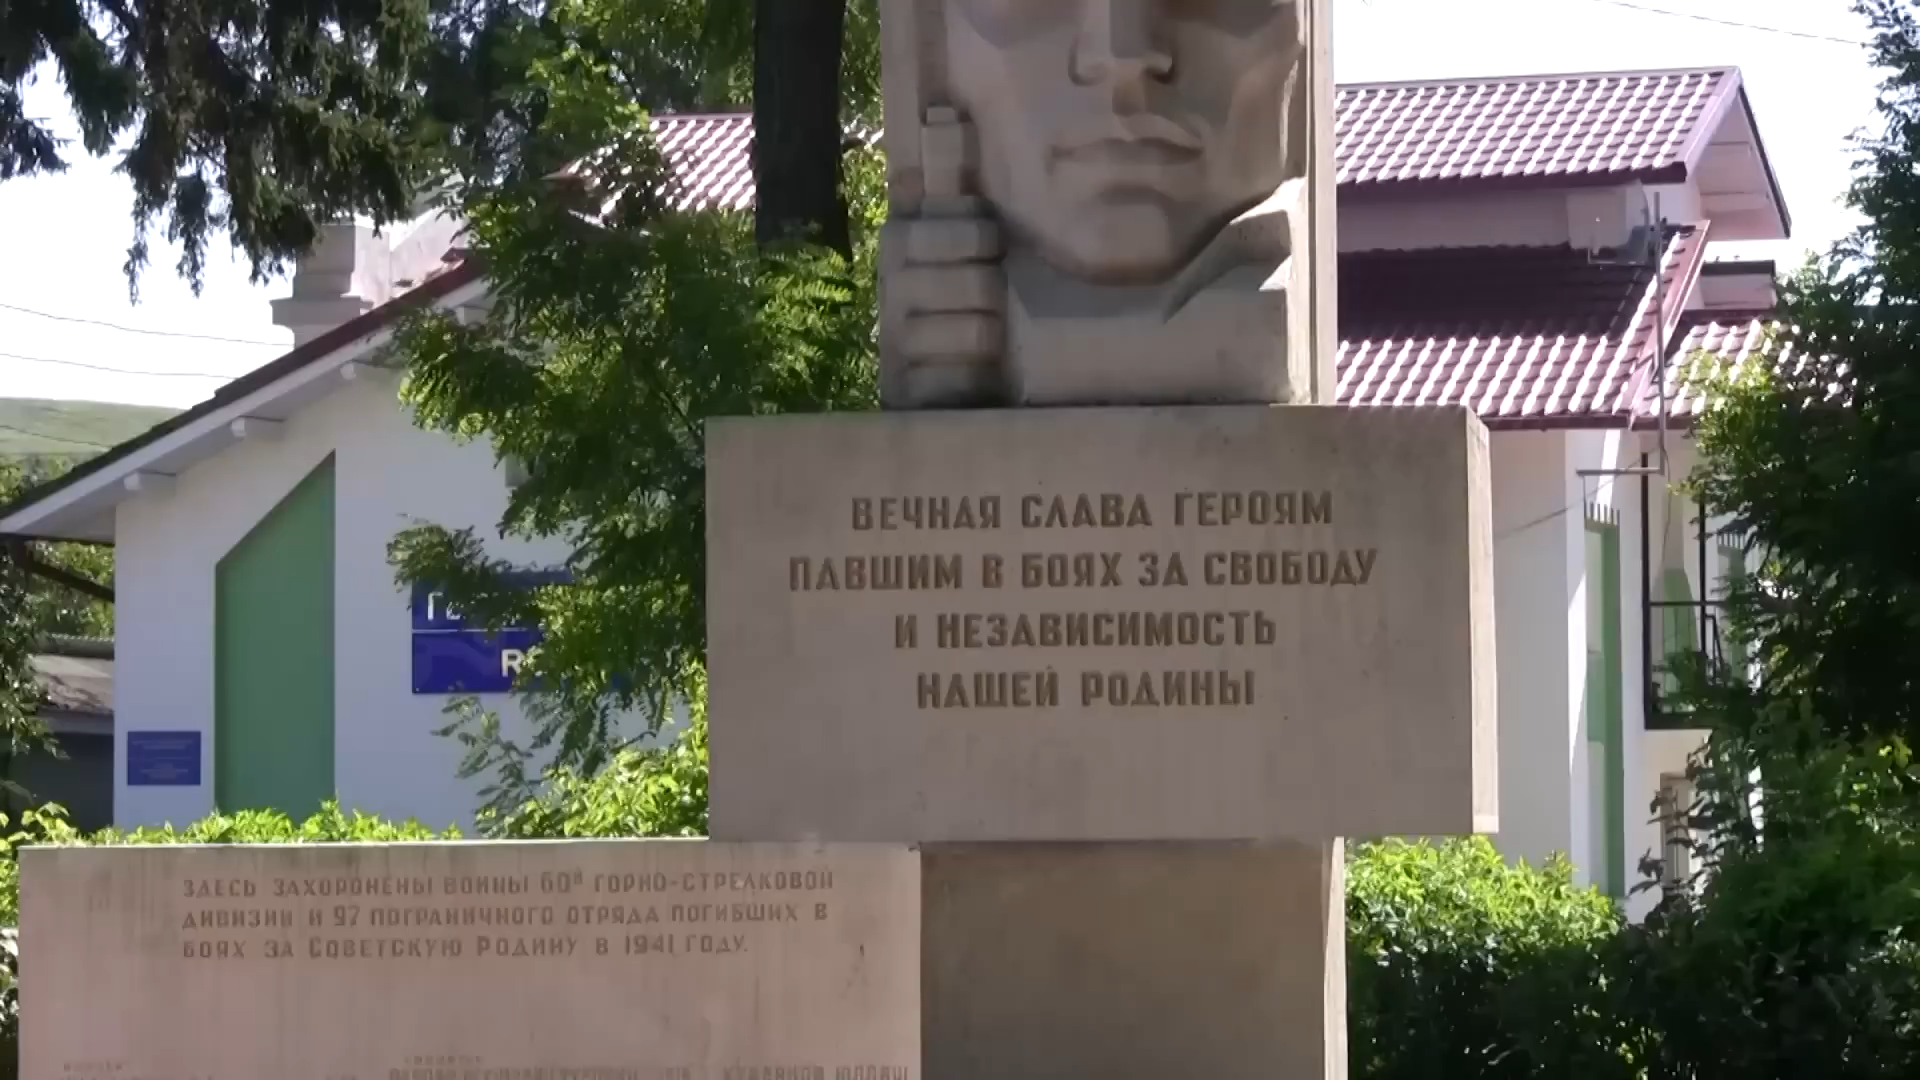 ВЕЧНАЯ СЛАВА ГЕРОЯМ
ПАВШИМ В БОЯХ ЗА СВОБОДУ
И НЕЗАВИСИМОСТЬ
НАШЕЙ РОДИНЫ
ЗДЕСЬ ЗАХОРОНЕНЫ ВОИНЫ 60Й ГОРНО-СТРЕЛКОВОЙ
ДИВИЗИИ И 97 ПОГРАНИЧНОГО ОТРЯДА ПОГИБШИХ В
БОЯХ ЗА СОВЕТСКУЮ РОДИНУ В 1941 ГОДУ.